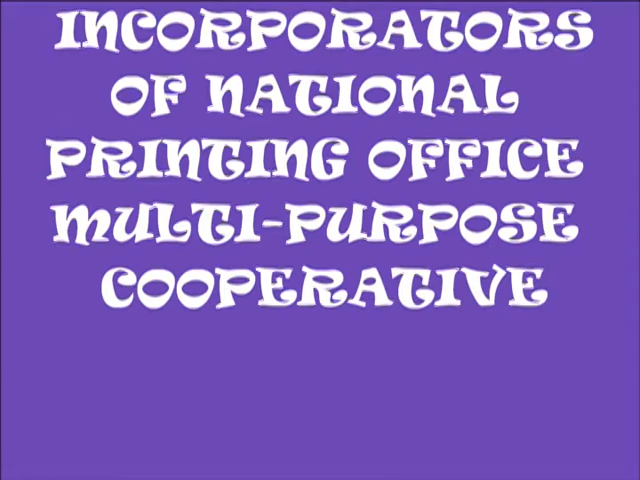 INCORPORATORS
OF NATIONAL
PRINTING OFFICE
MULTI-PURPOSE
COOPERATIVE